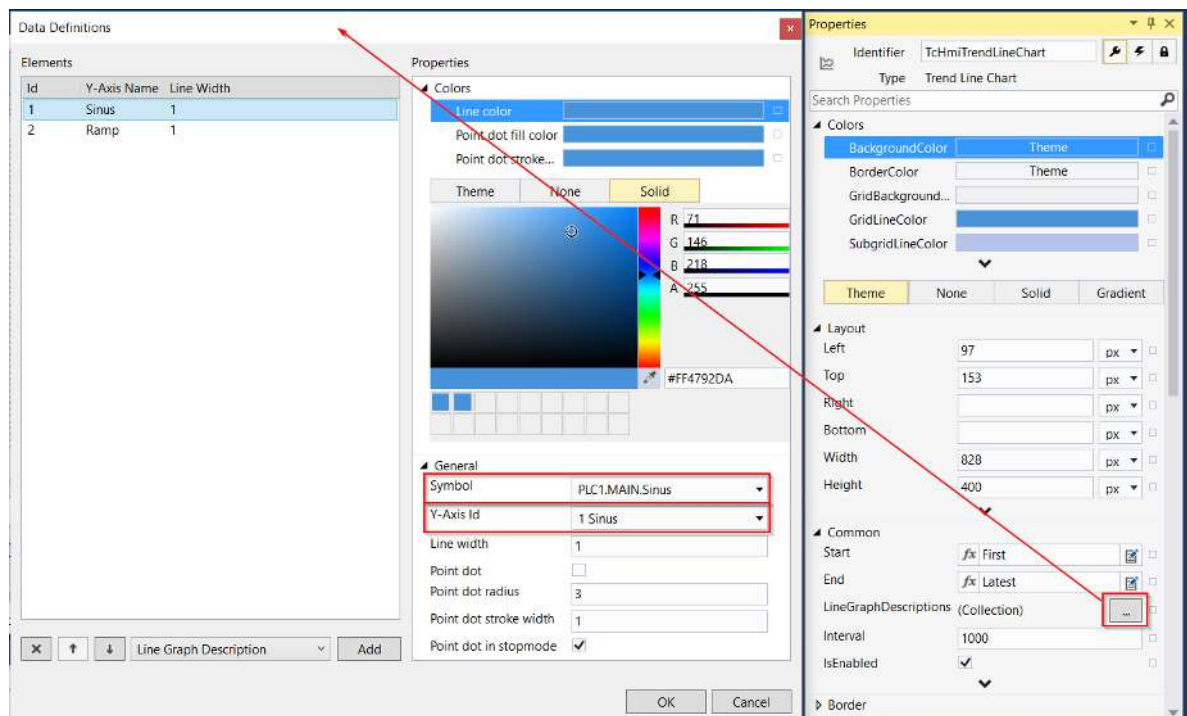 Data Definitions
Elements
Id Y-Axis Name Line Width
1 Sinus 1
2 Ramp 1
Line Graph Description
Add
Properties
Colors
Line color
Point dot fill color
Point dot stroke...
Theme None Solid
R 71
G 146
B 218
A 255
#FF4792DA
General
Symbol PLC1.MAIN.Sinus
Y-Axis Id 1 Sinus
Line width 1
Point dot
Point dot radius 3
Point dot stroke width 1
Point dot in stopmode
OK Cancel
Properties
Identifier TcHmiTrendLineChart
Type Trend Line Chart
Search Properties
Colors
BackgroundColor Theme
BorderColor Theme
GridBackground...
GridLineColor
SubgridLineColor
Theme None Solid Gradient
Layout
Left 97 px
Top 153 px
Right px
Bottom px
Width 828 px
Height 400 px
Common
Start fx First
End fx Latest
LineGraphDescriptions (Collection) ...
Interval 1000
IsEnabled
Border